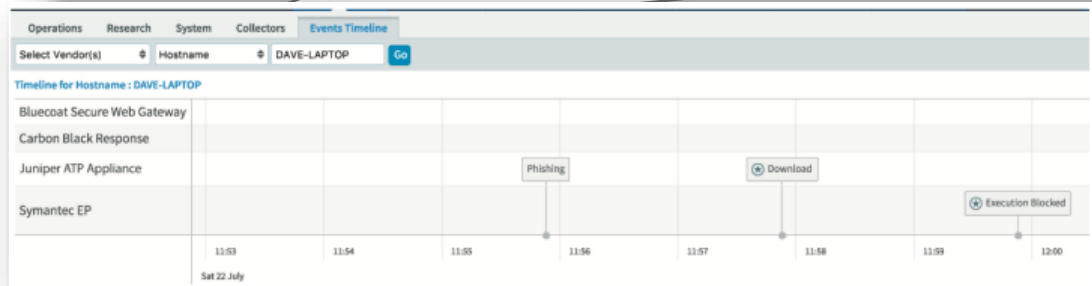 Operations Research System Collectors Events Timeline
Select Vendor(s) Hostname DAVE-LAPTOP Go
Timeline for Hostname : DAVE-LAPTOP
Bluecoat Secure Web Gateway
Carbon Black Response
Juniper ATP Appliance Phishing Download
Symantec EP Execution Blocked
11:53 11:54 11:55 11:56 11:57 11:58 11:59 12:00
Sat 22 July